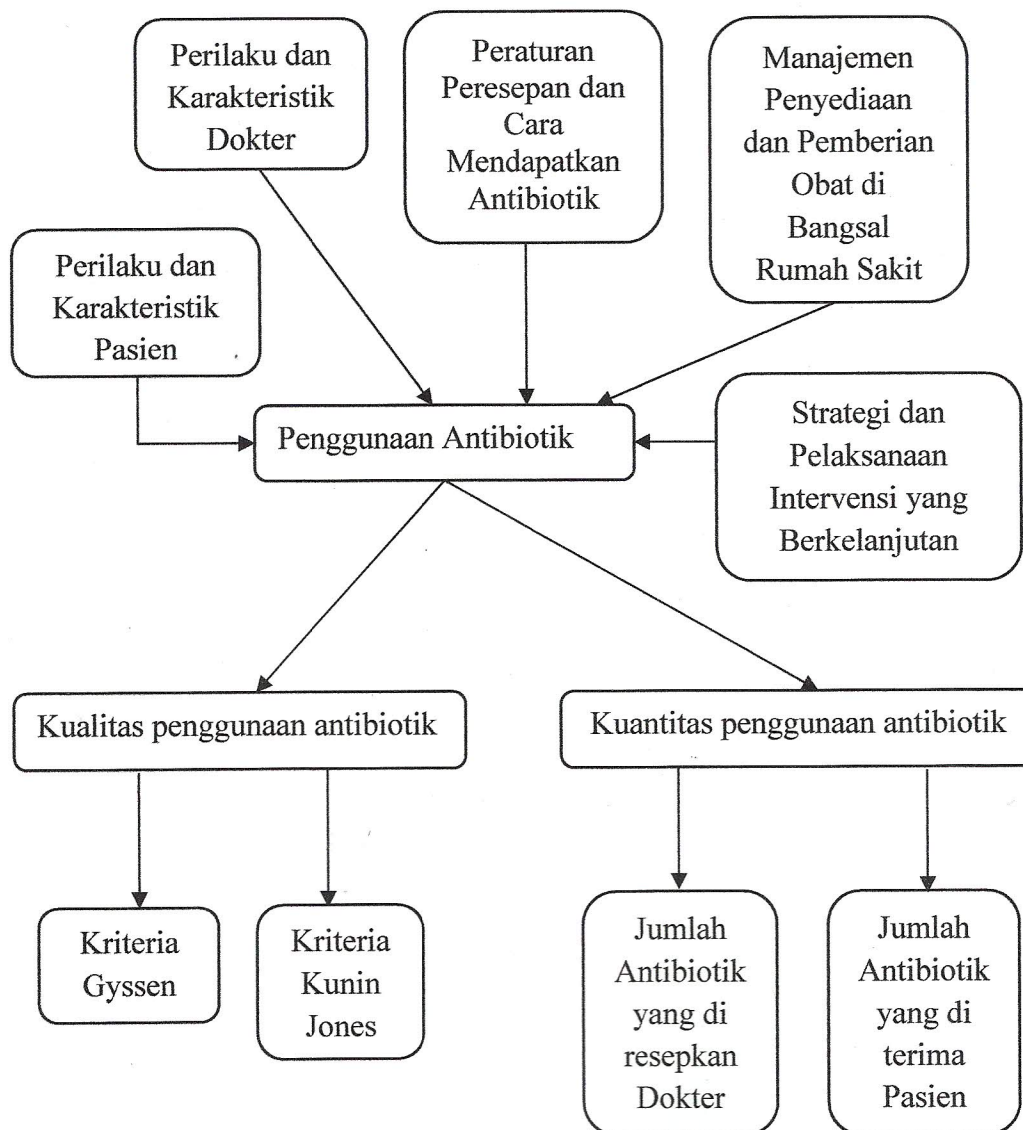 Perilaku dan
Karakteristik
Dokter
Peraturan
Peresepan dan
Cara
Mendapatkan
Antibiotik
Manajemen
Penyediaan
dan Pemberian
Obat di
Bangsal
Rumah Sakit
Perilaku dan
Karakteristik
Pasien
Penggunaan Antibiotik
Strategi dan
Pelaksanaan
Intervensi yang
Berkelanjutan
Kualitas penggunaan antibiotik
Kuantitas penggunaan antibiotik
Kriteria
Gyssen
Kriteria
Kunin
Jones
Jumlah
Antibiotik
yang di
resepkan
Dokter
Jumlah
Antibiotik
yang di
terima
Pasien